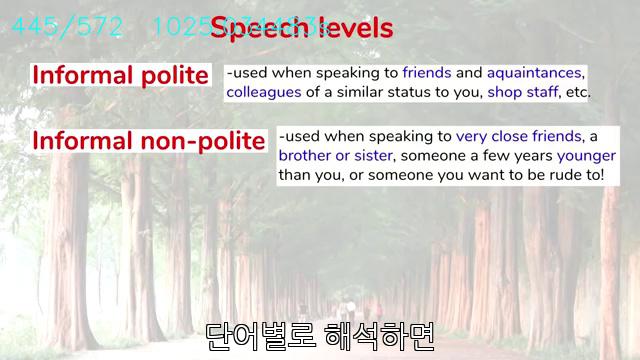 445/572 1025.034483s
Speech levels
Informal polite
-used when speaking to friends and aquaintances,
colleagues of a similar status to you, shop staff, etc.
Informal non-polite
-used when speaking to very close friends, a
brother or sister, someone a few years younger
than you, or someone you want to be rude to!
단어별로 해석하면